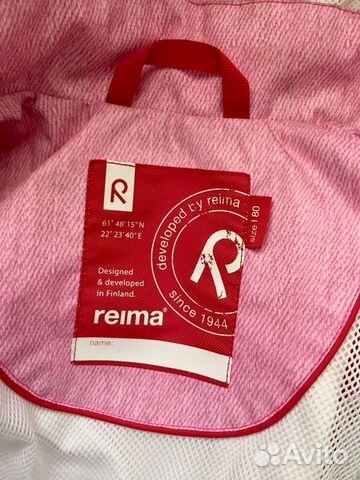 R
61° 48'15"N
22° 23'40"E
Designed
& developed
in Finland.
reima®
name:
developed by reima
R
since 1944
size | 80
Avito